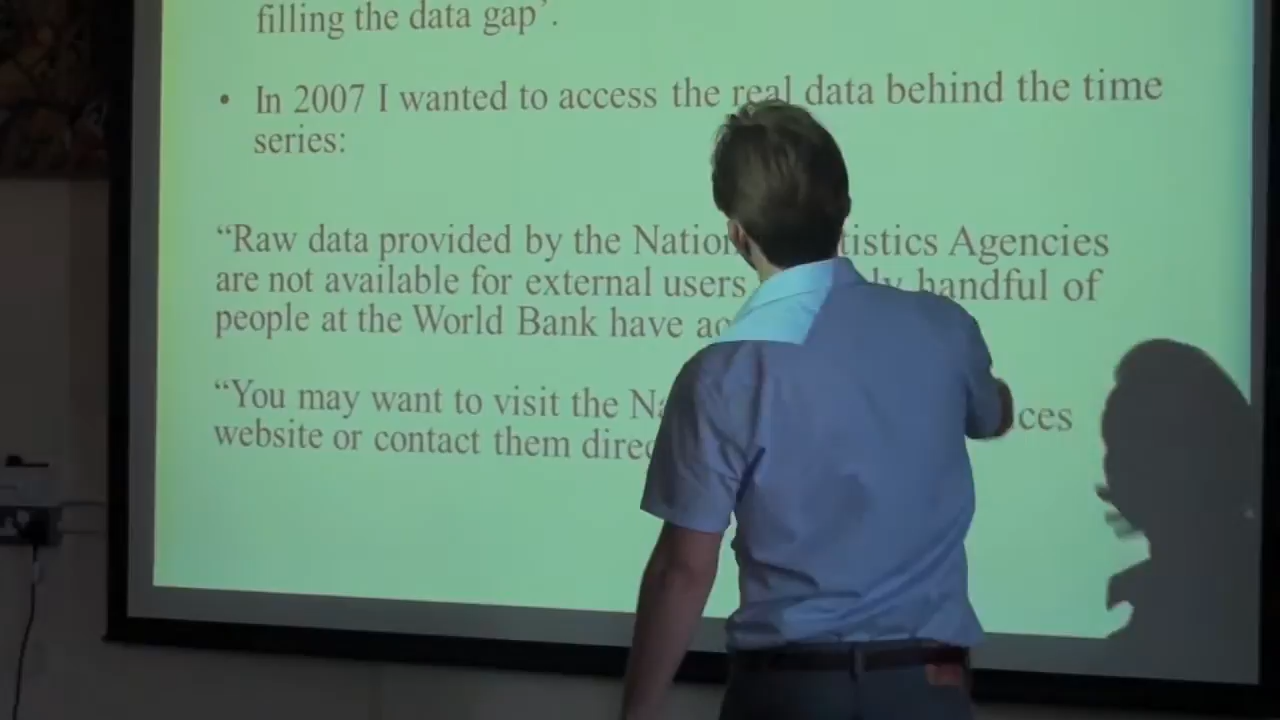 filling the data gap'.
• In 2007 I wanted to access the real data behind the time
series:
“Raw data provided by the Nation tistics Agencies
are not available for external users handful of
people at the World Bank have ac
“You may want to visit the Na ices
website or contact them direc